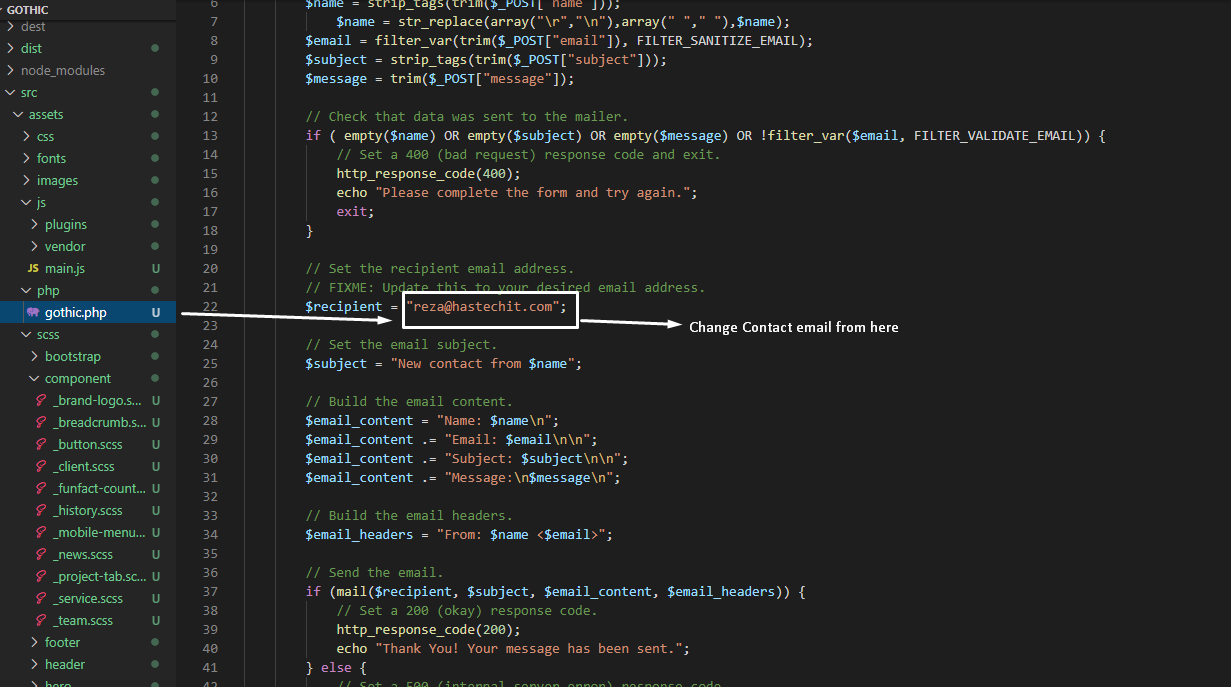 GOTHIC
dest
dist
node_modules
src
assets
css
fonts
images
js
plugins
vendor
JS main.js U
php
gothic.php U
scss
bootstrap
component
_brand-logo.s... U
_breadcrumb.s... U
_button.scss U
_client.scss U
_funfact-count... U
_history.scss U
_mobile-menu... U
_news.scss U
_project-tab.sc... U
_service.scss U
_team.scss U
footer
header
hero
6 $name = strip_tags(trim($_POST["name"]));
7 $name = str_replace(array("\r","\n"),array(" "," "),$name);
8 $email = filter_var(trim($_POST["email"]), FILTER_SANITIZE_EMAIL);
9 $subject = strip_tags(trim($_POST["subject"]));
10 $message = trim($_POST["message"]);
11
12 // Check that data was sent to the mailer.
13 if ( empty($name) OR empty($subject) OR empty($message) OR !filter_var($email, FILTER_VALIDATE_EMAIL)) {
14 // Set a 400 (bad request) response code and exit.
15 http_response_code(400);
16 echo "Please complete the form and try again.";
17 exit;
18 }
19
20 // Set the recipient email address.
21 // FIXME: Update this to your desired email address.
22 $recipient = "reza@hastechit.com";
23
Change Contact email from here
24 // Set the email subject.
25 $subject = "New contact from $name";
26
27 // Build the email content.
28 $email_content = "Name: $name\n";
29 $email_content .= "Email: $email\n\n";
30 $email_content .= "Subject: $subject\n\n";
31 $email_content .= "Message:\n$message\n";
32
33 // Build the email headers.
34 $email_headers = "From: $name <$email>";
35
36 // Send the email.
37 if (mail($recipient, $subject, $email_content, $email_headers)) {
38 // Set a 200 (okay) response code.
39 http_response_code(200);
40 echo "Thank You! Your message has been sent.";
41 } else {
42 // Set a 500 (internal server error) response code.